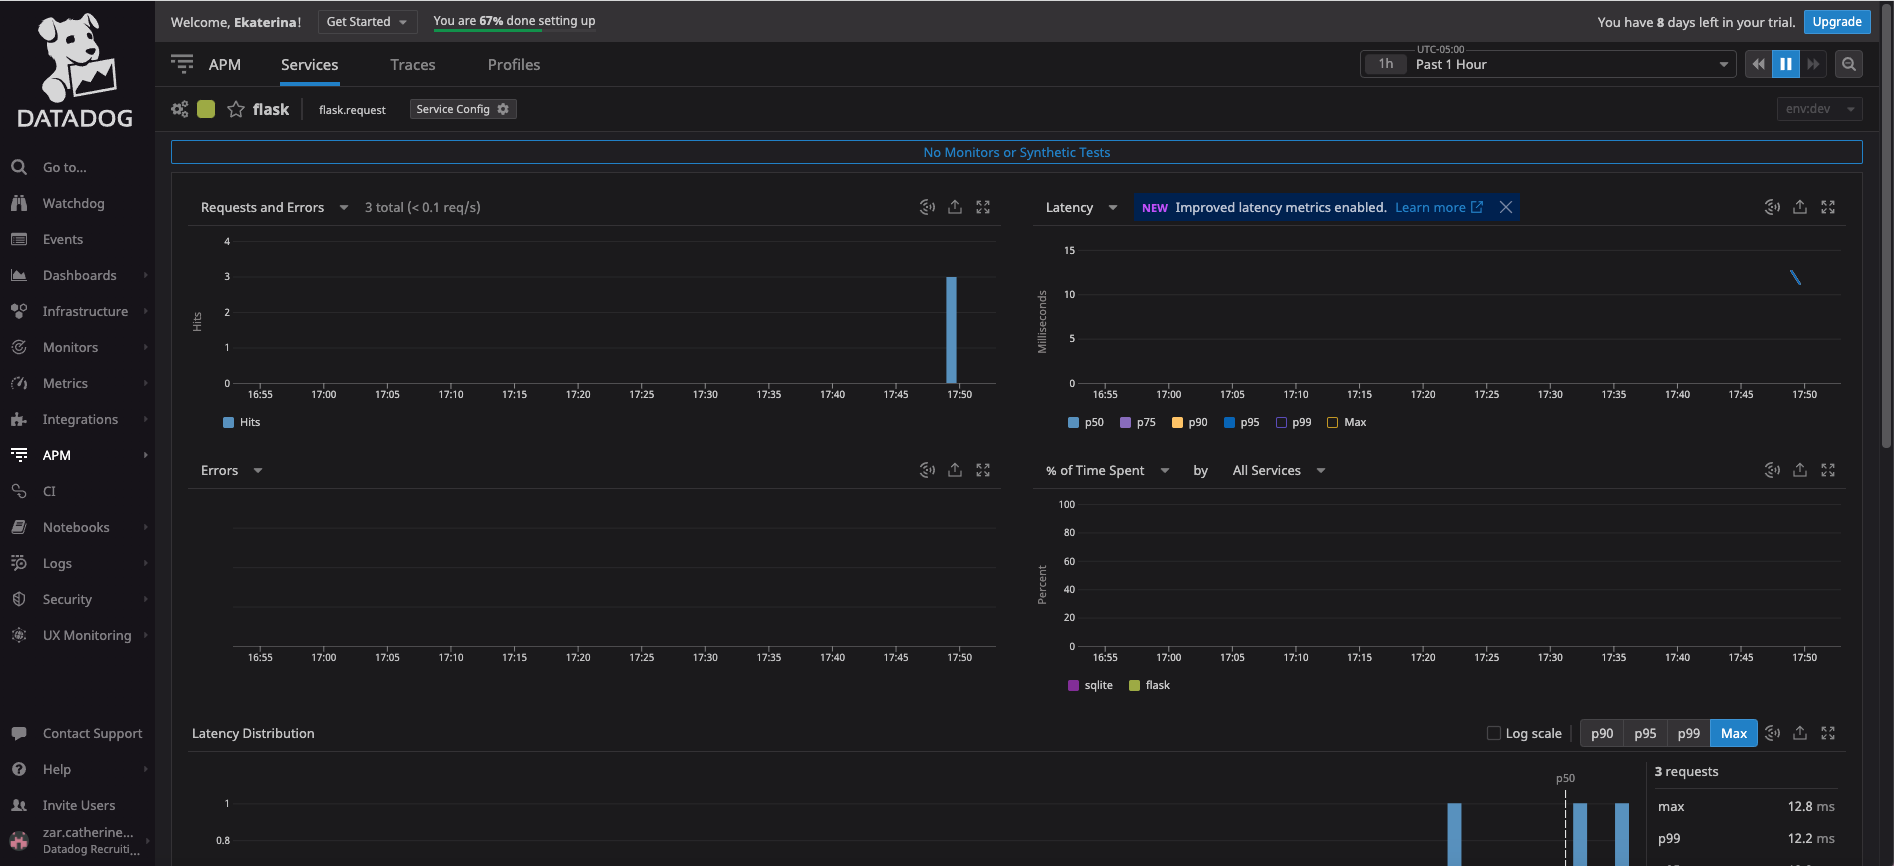 DATADOG
Go to...
Watchdog
Events
Dashboards
Infrastructure
Monitors
Metrics
Integrations
APM
CI
Notebooks
Logs
Security
UX Monitoring
Contact Support
Help
Invite Users
zar.catherine...
Datadog Recruiti...
Welcome, Ekaterina!
Get Started
You are 67% done setting up
You have 8 days left in your trial.
Upgrade
APM
Services
Traces
Profiles
UTC-05:00
1h
Past 1 Hour
flask
flask.request
Service Config
env:dev
No Monitors or Synthetic Tests
Requests and Errors
3 total (< 0.1 req/s)
4
3
2
1
0
Hits
16:55 17:00 17:05 17:10 17:15 17:20 17:25 17:30 17:35 17:40 17:45 17:50
Hits
Latency
NEW Improved latency metrics enabled. Learn more
15
10
5
0
Milliseconds
16:55 17:00 17:05 17:10 17:15 17:20 17:25 17:30 17:35 17:40 17:45 17:50
p50 p75 p90 p95 p99 Max
Errors
16:55 17:00 17:05 17:10 17:15 17:20 17:25 17:30 17:35 17:40 17:45 17:50
% of Time Spent by All Services
100
80
60
40
20
0
Percent
16:55 17:00 17:05 17:10 17:15 17:20 17:25 17:30 17:35 17:40 17:45 17:50
sqlite flask
Latency Distribution
Log scale
p90 p95 p99 Max
p50
1
0.8
3 requests
max 12.8 ms
p99 12.2 ms